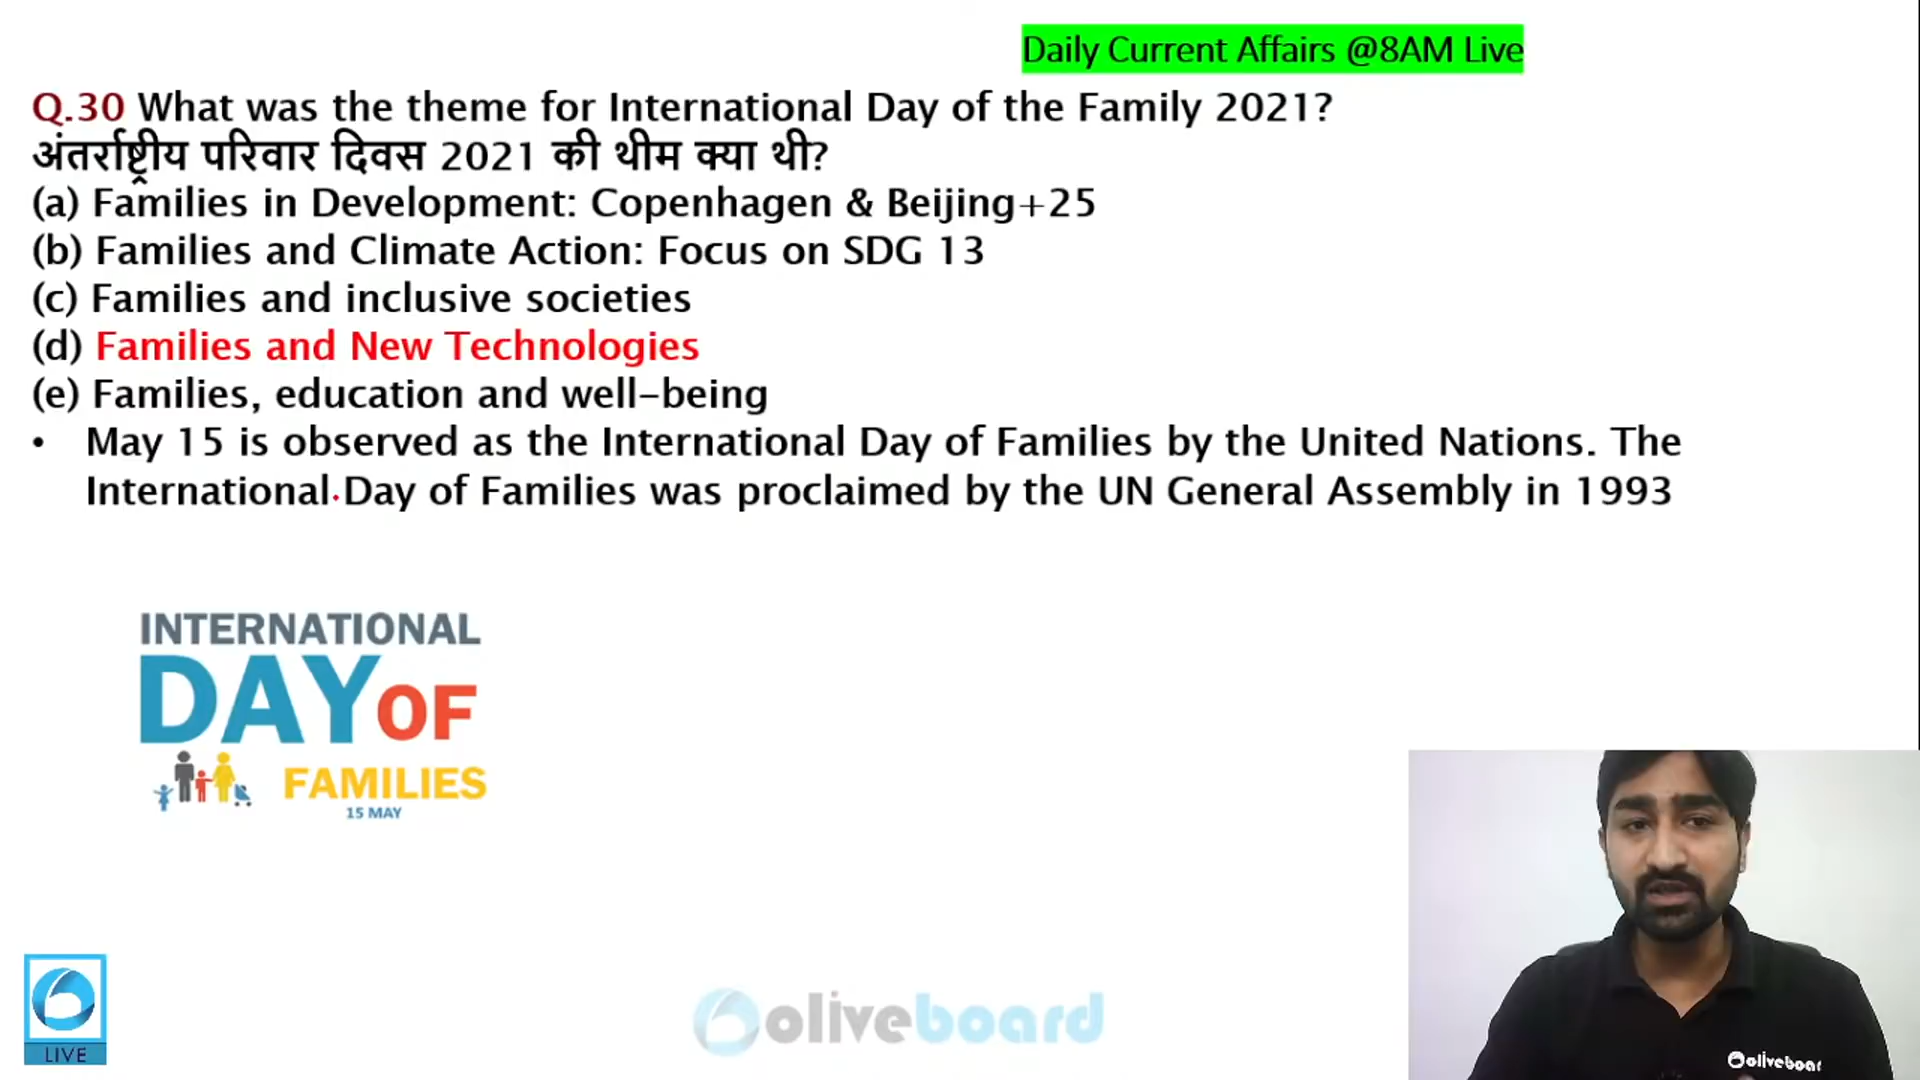 Daily Current Affairs @8AM Live
Q.30 What was the theme for International Day of the Family 2021?
अंतर्राष्ट्रीय परिवार दिवस 2021 की थीम क्या थी?
(a) Families in Development: Copenhagen & Beijing+25
(b) Families and Climate Action: Focus on SDG 13
(c) Families and inclusive societies
(d) Families and New Technologies
(e) Families, education and well-being
• May 15 is observed as the International Day of Families by the United Nations. The
International Day of Families was proclaimed by the UN General Assembly in 1993
INTERNATIONAL
DAY OF
FAMILIES
15 MAY
LIVE
oliveboard
oliveboar